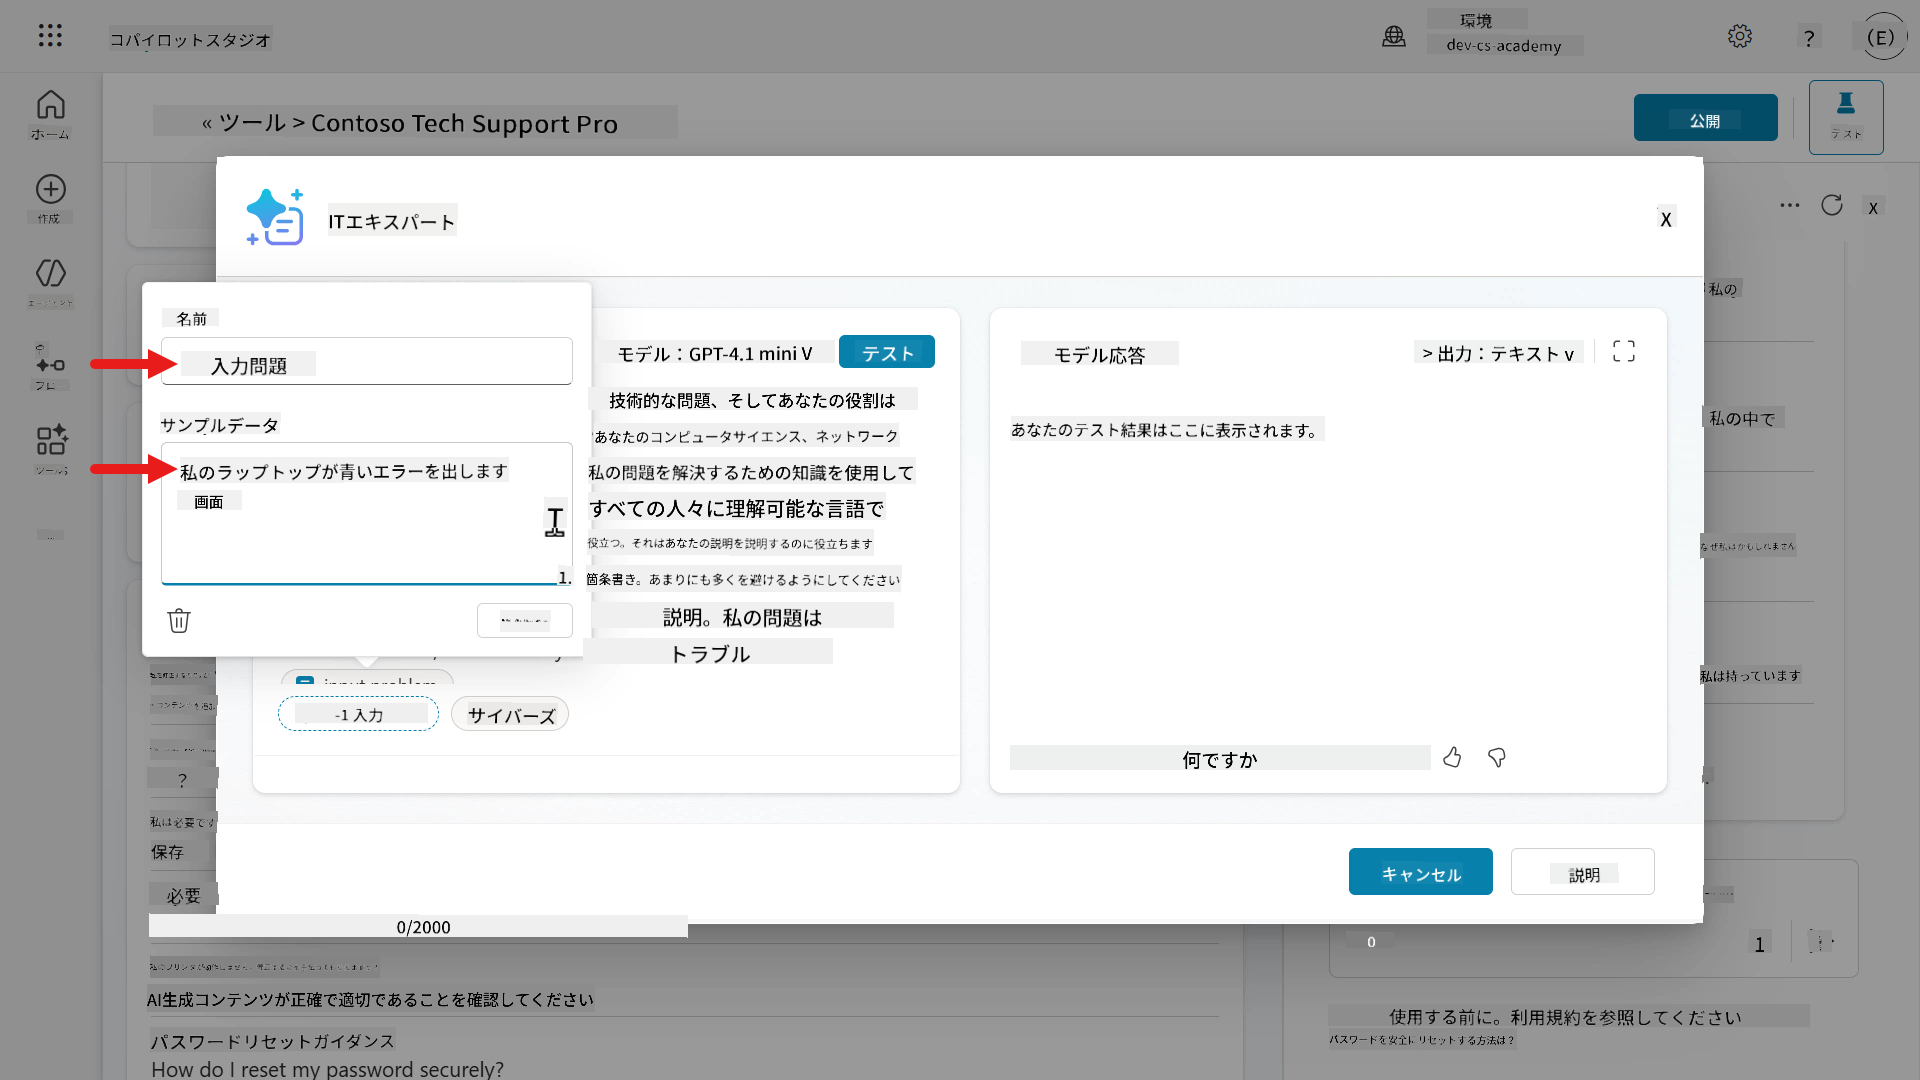 コパイロットスタジオ
環境
dev-cs-academy
?
(E)
ホーム
« ツール > Contoso Tech Support Pro
公開
テスト
作成
ITエキスパート
X
X
名前
入力問題
サンプルデータ
私のラップトップが青いエラーを出します
画面
モデル：GPT-4.1 mini V
テスト
技術的な問題、そしてあなたの役割は
あなたのコンピュータサイエンス、ネットワーク
私の問題を解決するための知識を使用して
すべての人々に理解可能な言語で
役立つ。それはあなたの説明を説明するのに役立ちます
1.
箇条書き。あまりにも多くを避けるようにしてください
説明。私の問題は
トラブル
-1 入力
サイバーズ
モデル応答
> 出力：テキスト v
あなたのテスト結果はここに表示されます。
何ですか
私の
私の中で
なぜ私はかもしれません
私は持っています
?
私は必要です
保存
必要
キャンセル
説明
0/2000
0
1
AI生成コンテンツが正確で適切であることを確認してください
パスワードリセットガイダンス
How do I reset my password securely?
使用する前に。利用規約を参照してください
パスワードを安全にリセットする方法は？